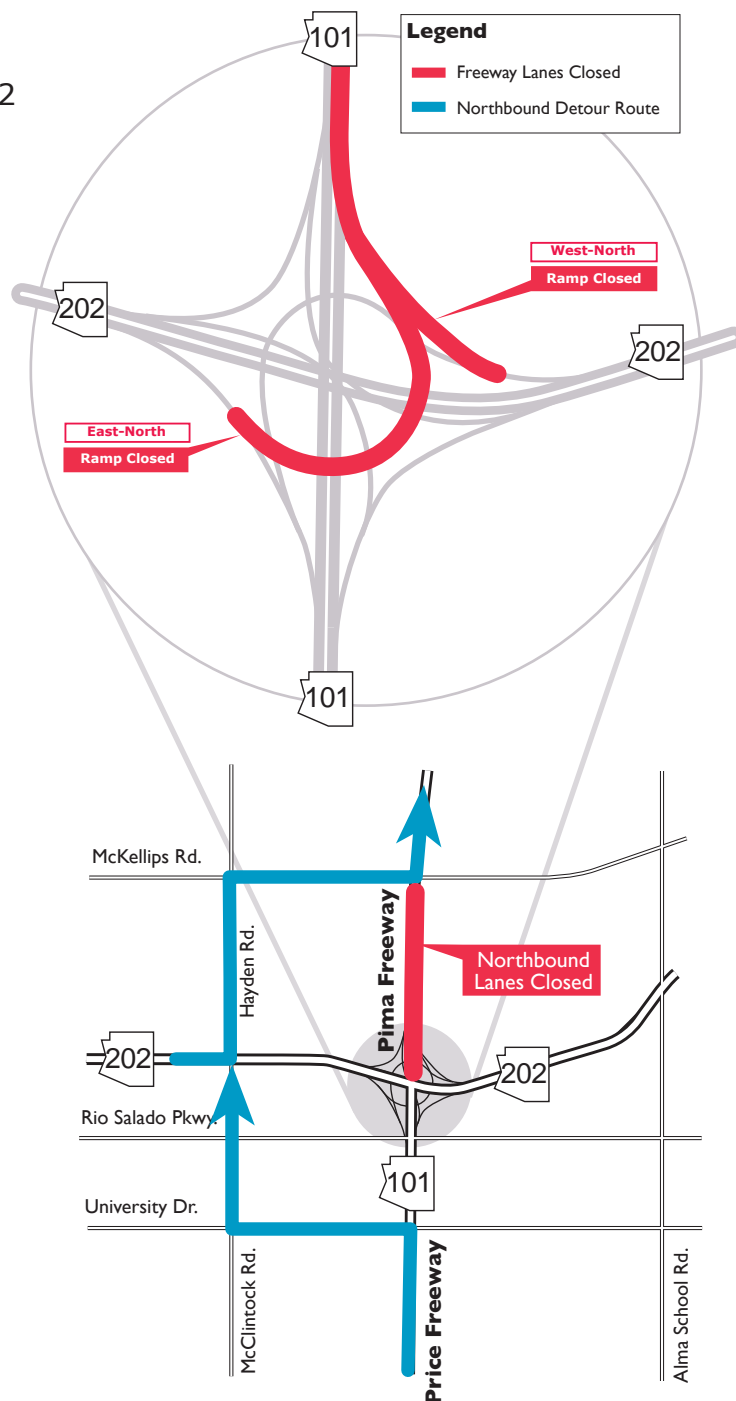 2
101
Legend
Freeway Lanes Closed
Northbound Detour Route
West-North
Ramp Closed
202
202
East-North
Ramp Closed
101
McKellips Rd.
Hayden Rd.
Pima Freeway
Northbound
Lanes Closed
202
202
Rio Salado Pkwy.
101
University Dr.
McClintock Rd.
Price Freeway
Alma School Rd.